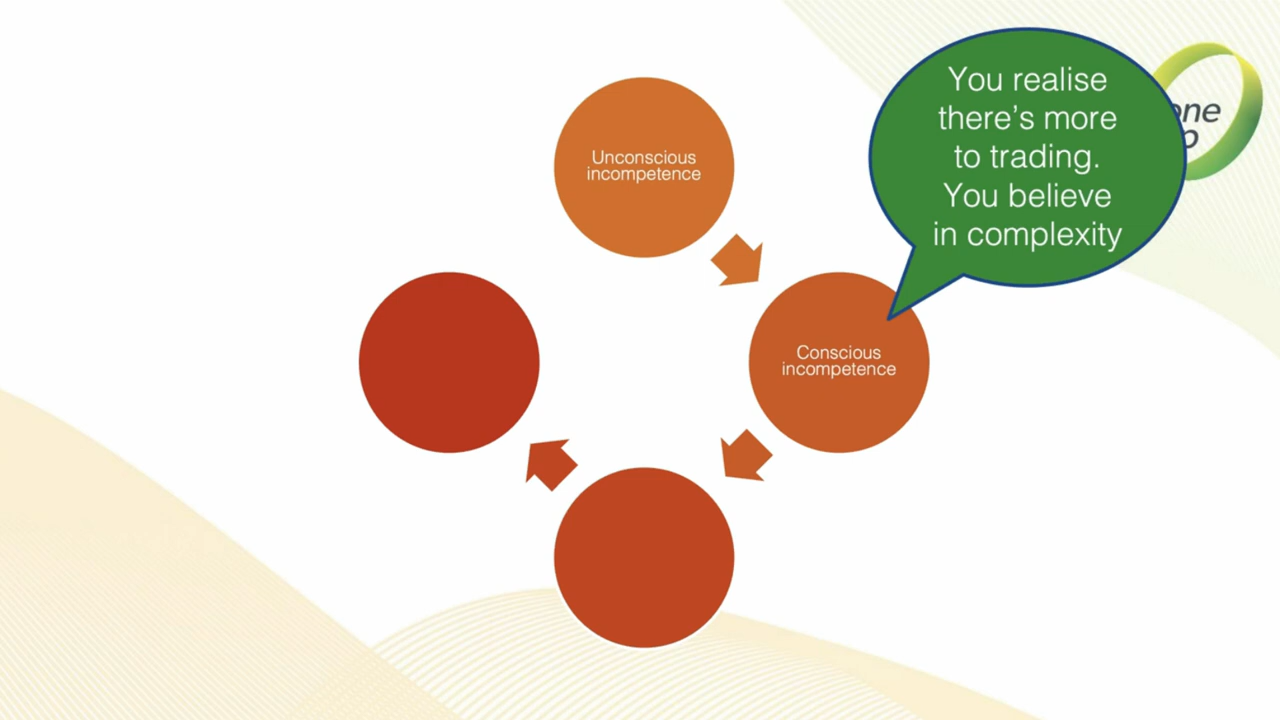 Unconscious
incompetence
You realise
there's more
to trading.
You believe
in complexity
Conscious
incompetence